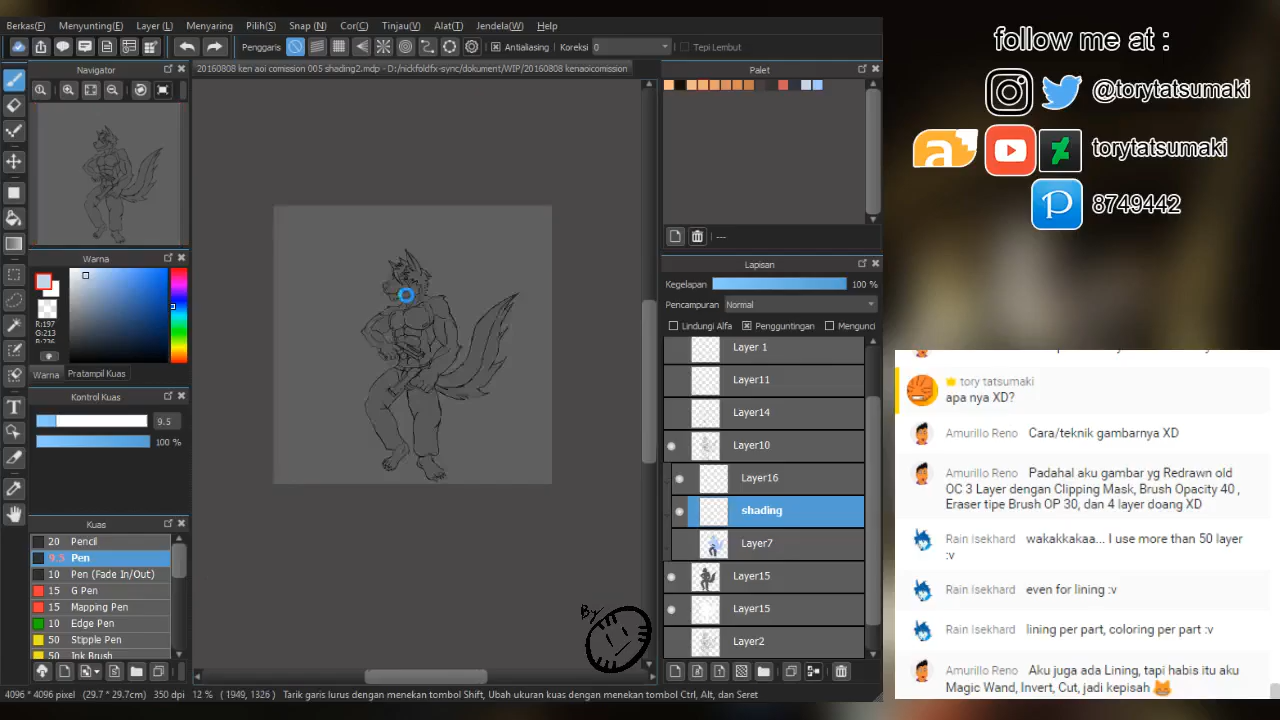 Berkas(F) Menyunting(E) Layer (L) Menyaring Pilih(S) Snap (N) Cor(C) Tinjau(V) Alat(T) Jendela(W) Help
Penggaris Antialiasing Koreksi 0 Tepi Lembut
Navigator
20160808 ken aoi comission 005 shading2.mdp - D:/nickfoldfx-sync/dokument/WIP/20160808 kenaoicomission
Palet
---
Warna
R:197
G:213
B:236
Warna Pratampil Kuas
Kontrol Kuas
9.5
100 %
Kuas
20 Pencil
9.5 Pen
10 Pen (Fade In/Out)
15 G Pen
15 Mapping Pen
10 Edge Pen
50 Stipple Pen
50 Ink Brush
Lapisan
Kegelapan 100 %
Pencampuran Normal
Lindungi Alfa Pengguntingan Mengunci
Layer 1
Layer11
Layer14
Layer10
Layer16
shading
Layer7
Layer15
Layer15
Layer2
By
4096 * 4096 pixel (29.7 * 29.7cm) 350 dpi 12 % ( 1949, 1326 ) Tarik garis lurus dengan menekan tombol Shift, Ubah ukuran kuas dengan menekan tombol Ctrl, Alt, dan Seret
follow me at :
@torytatsumaki
torytatsumaki
8749442
tory tatsumaki
apa nya XD?
Amurillo Reno Cara/teknik gambarnya XD
Amurillo Reno Padahal aku gambar yg Redrawn old
OC 3 Layer dengan Clipping Mask, Brush Opacity 40 ,
Eraser tipe Brush OP 30, dan 4 layer doang XD
Rain Isekhard wakakkakaa... I use more than 50 layer
:v
Rain Isekhard even for lining :v
Rain Isekhard lining per part, coloring per part :v
Amurillo Reno Aku juga ada Lining, tapi habis itu aku
Magic Wand, Invert, Cut, jadi kepisah